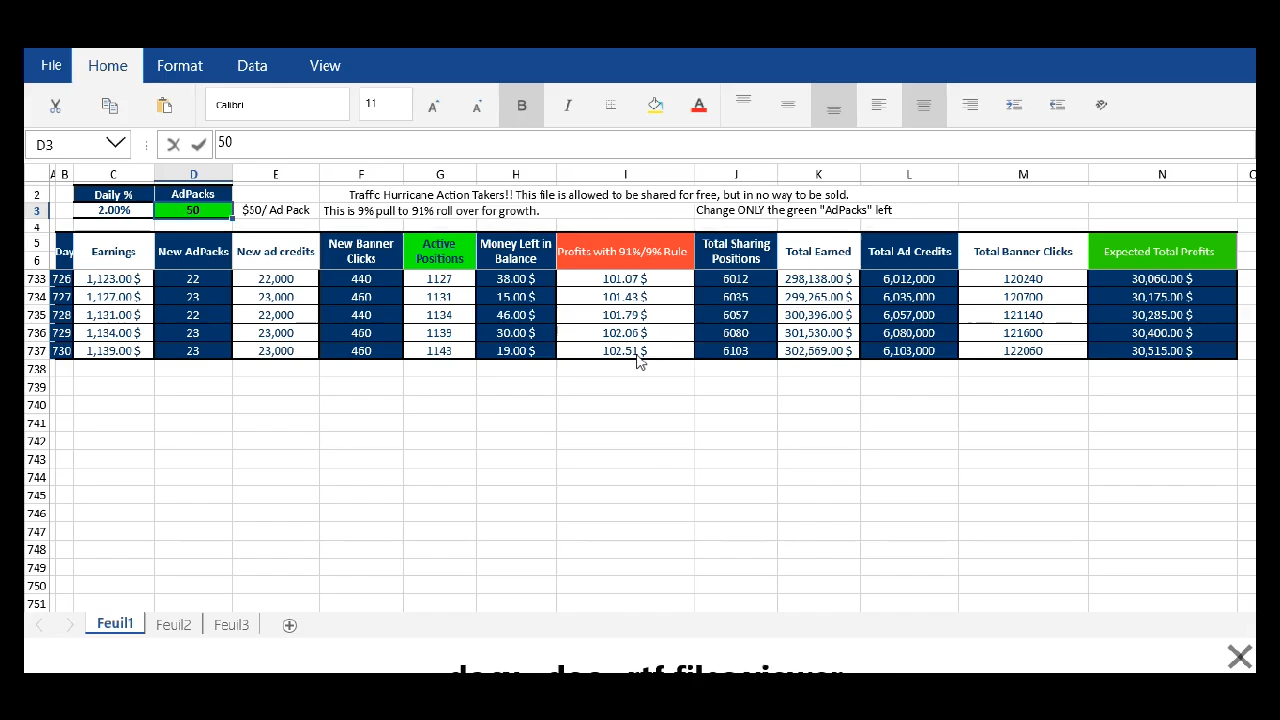 File Home Format Data View
Calibri 11 A A B I A
D3 50
A B C D E F G H I J K L M N O
2 Daily % AdPacks Traffic Hurricane Action Takers!! This file is allowed to be shared for free, but in no way to be sold.
3 2.00% 50 $50/ Ad Pack This is 9% pull to 91% roll over for growth. Change ONLY the green "AdPacks" left
4
5 Day Earnings New AdPacks New ad credits New Banner Clicks Active Positions Money Left in Balance Profits with 91%/9% Rule Total Sharing Positions Total Earned Total Ad Credits Total Banner Clicks Expected Total Profits
6
733 726 1,123.00 $ 22 22,000 440 1127 38.00 $ 101.07 $ 6012 298,138.00 $ 6,012,000 120240 30,060.00 $
734 727 1,127.00 $ 23 23,000 460 1131 15.00 $ 101.43 $ 6035 299,265.00 $ 6,035,000 120700 30,175.00 $
735 728 1,131.00 $ 22 22,000 440 1134 46.00 $ 101.79 $ 6057 300,396.00 $ 6,057,000 121140 30,285.00 $
736 729 1,134.00 $ 23 23,000 460 1139 30.00 $ 102.06 $ 6080 301,530.00 $ 6,080,000 121600 30,400.00 $
737 730 1,139.00 $ 23 23,000 460 1143 19.00 $ 102.51 $ 6103 302,669.00 $ 6,103,000 122060 30,515.00 $
738
739
740
741
742
743
744
745
746
747
748
749
750
751
Feuil1 Feuil2 Feuil3